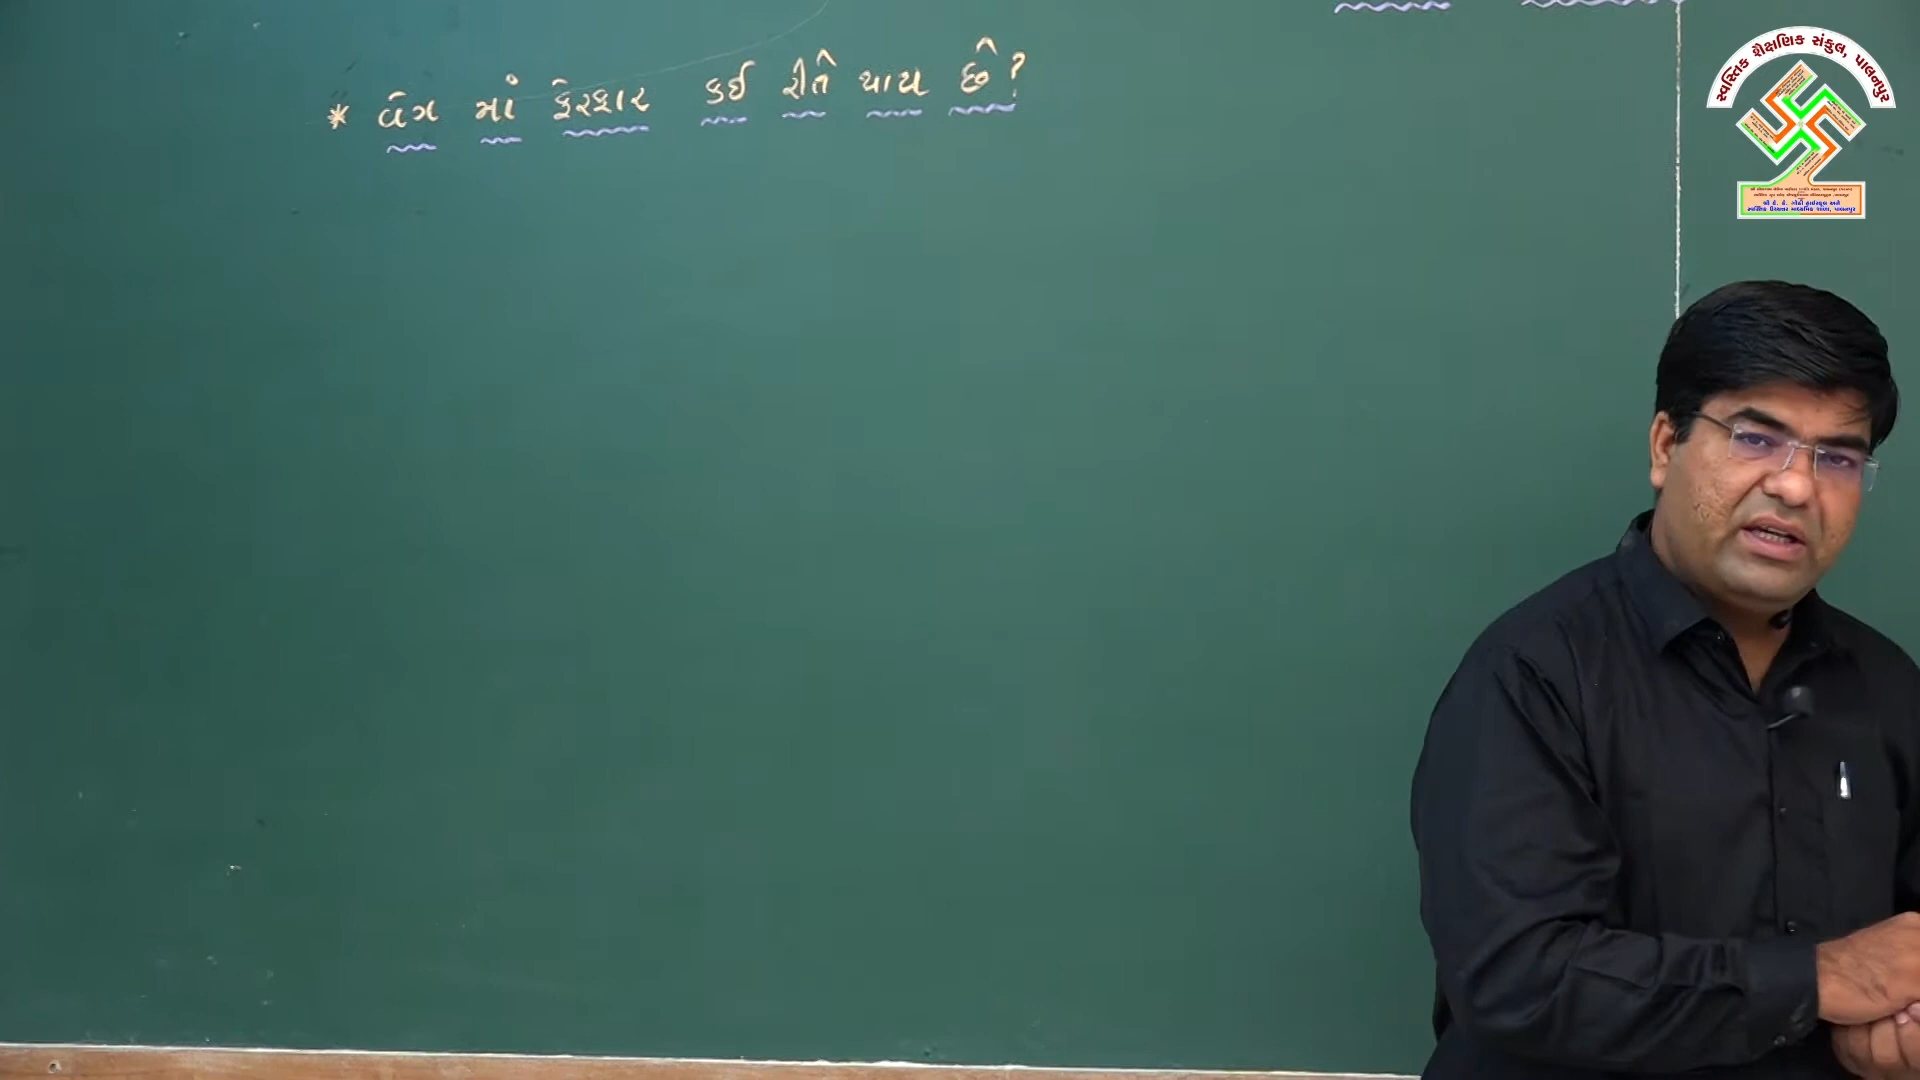 * વેગ માં ફેરફાર કઈ રીતે થાય છે ?
સ્વસ્તિક શૈક્ષણિક સંકુલ, પાલનપુર